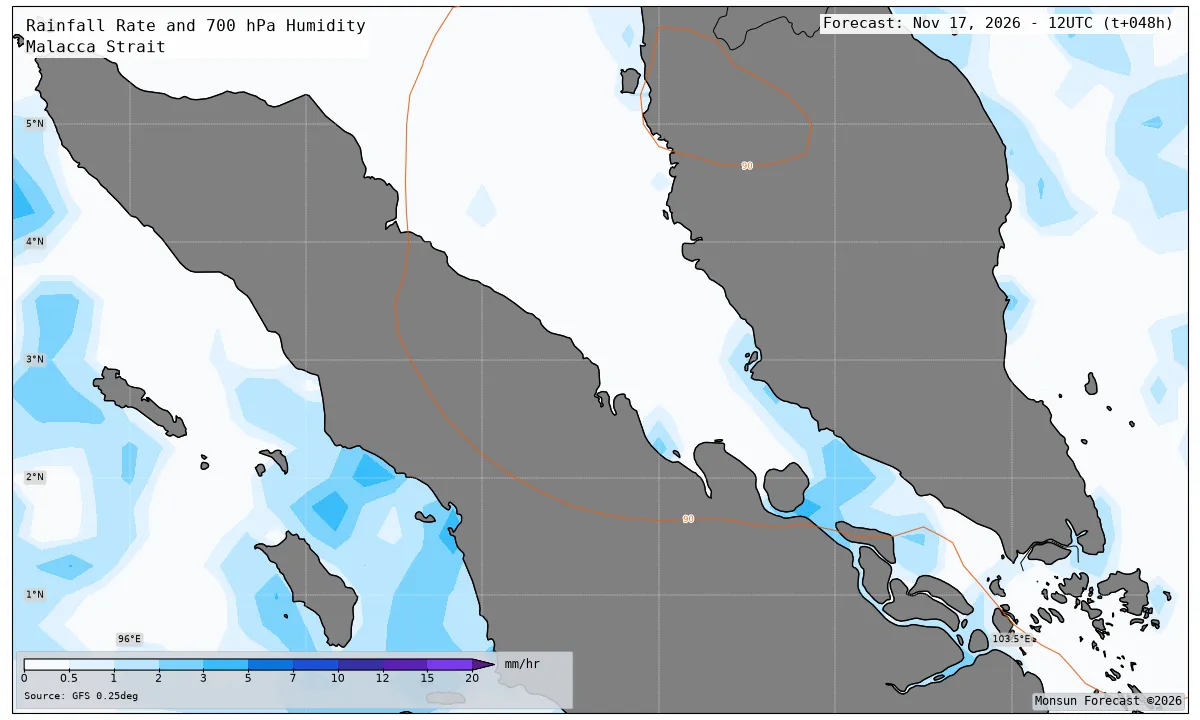 Rainfall Rate and 700 hPa Humidity
Malacca Strait
Forecast: Nov 17, 2026 - 12UTC (t+048h)
5°N
90
4°N
3°N
2°N
90
1°N
96°E
103.5°E
mm/hr
0 0.5 1 2 3 5 7 10 12 15 20
Source: GFS 0.25deg
Monsun Forecast ©2026